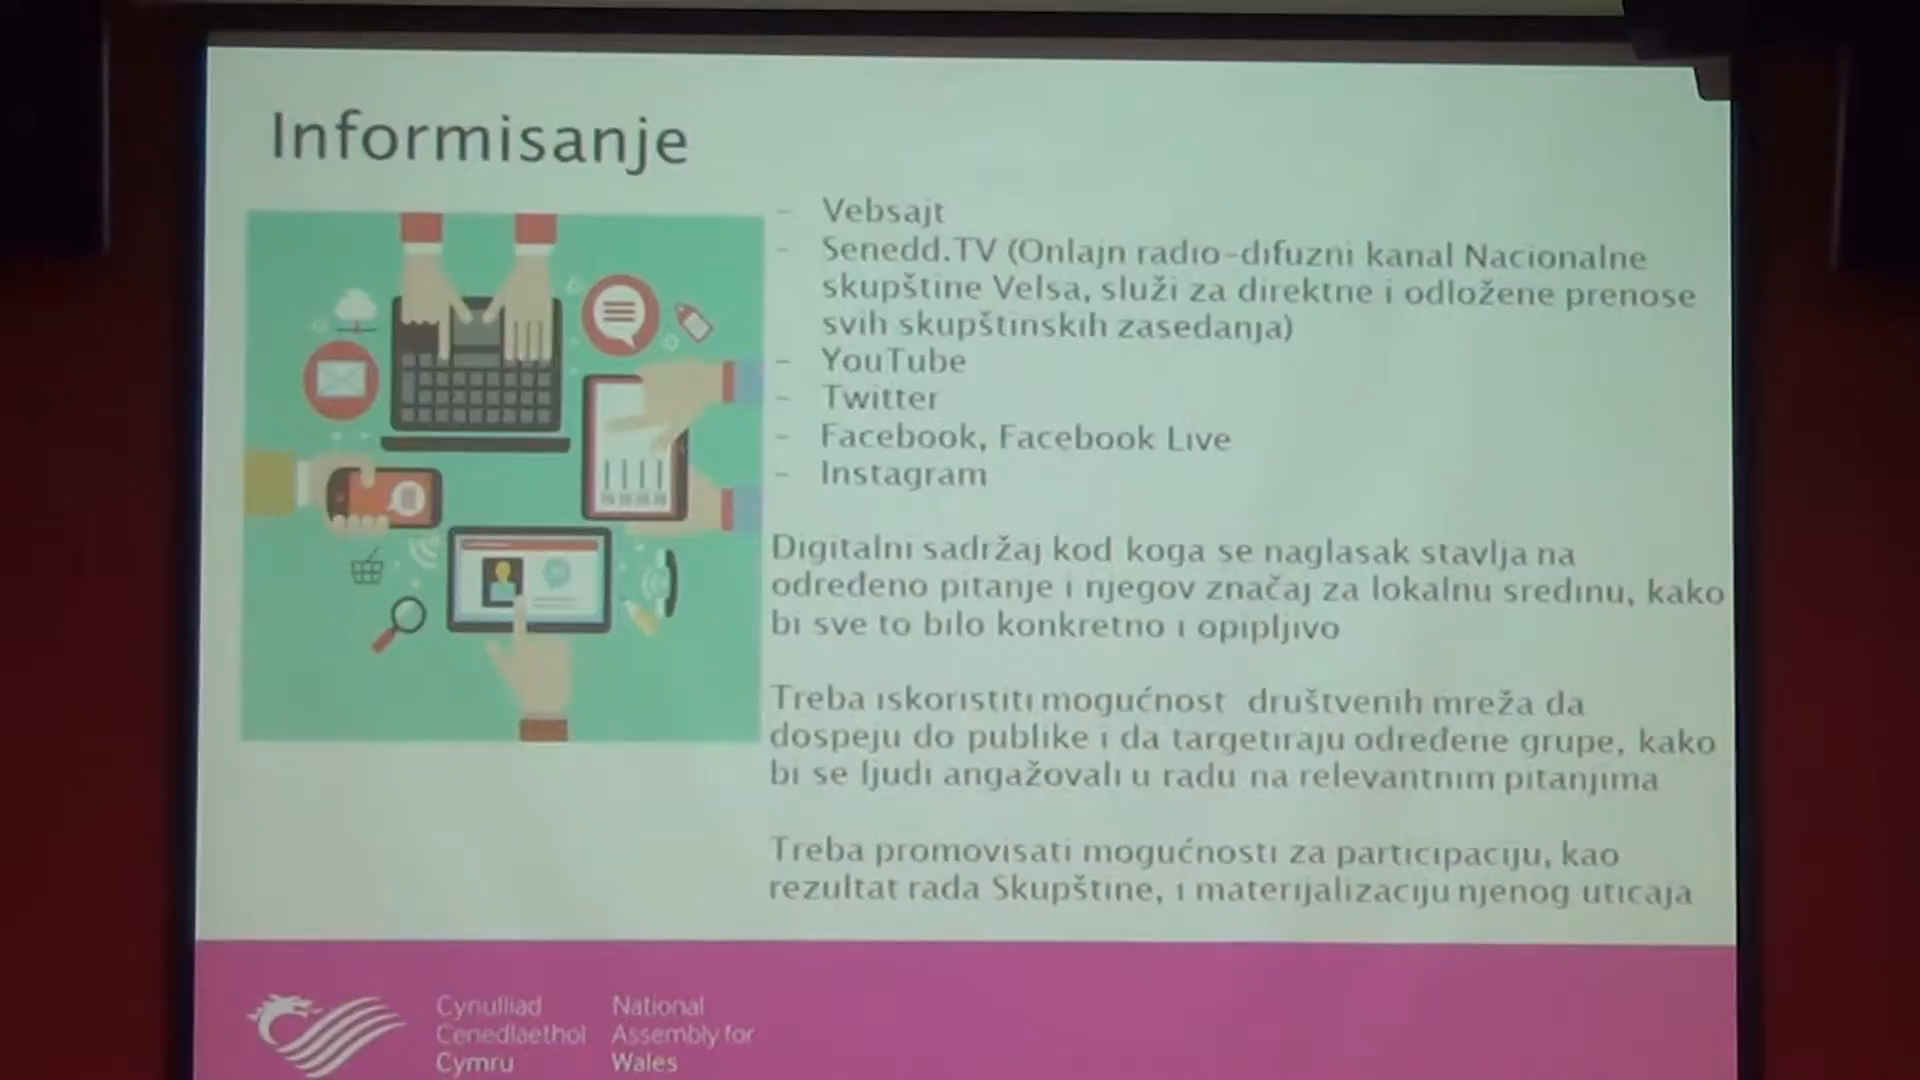 Informisanje
- Vebsajt
- Senedd.TV (Onlajn radio-difuzni kanal Nacionalne
skupštine Velsa, služi za direktne i odložene prenose
svih skupštinskih zasedanja)
- YouTube
- Twitter
- Facebook, Facebook Live
- Instagram
Digitalni sadržaj kod koga se naglasak stavlja na
određeno pitanje i njegov značaj za lokalnu sredinu, kako
bi sve to bilo konkretno i opipljivo
Treba iskoristiti mogućnost društvenih mreža da
dospeju do publike i da targetiraju određene grupe, kako
bi se ljudi angažovali u radu na relevantnim pitanjima
Treba promovisati mogućnosti za participaciju, kao
rezultat rada Skupštine, i materijalizaciju njenog uticaja
Cynulliad
Cenedlaethol
Cymru
National
Assembly for
Wales